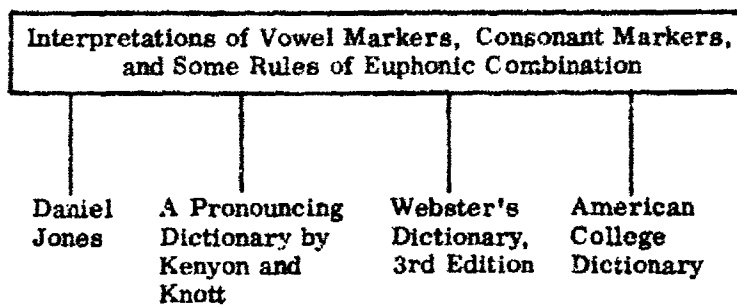 Interpretations of Vowel Markers, Consonant Markers,
and Some Rules of Euphonic Combination
Daniel
Jones
A Pronouncing
Dictionary by
Kenyon and
Knott
Webster's
Dictionary,
3rd Edition
American
College
Dictionary